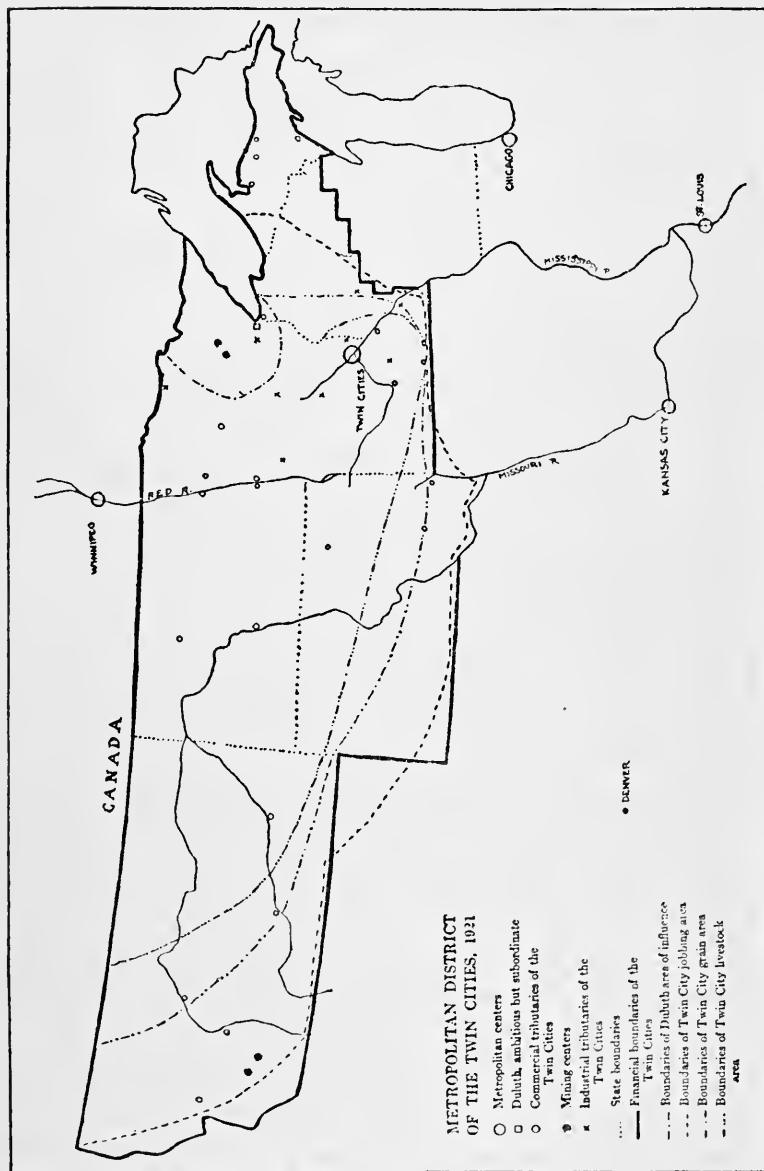 CANADA
WINNIPEG
RED R.
TWIN CITIES
MISSISSIPPI R
CHICAGO
ST. LOUIS
MISSOURI R
KANSAS CITY
DENVER
METROPOLITAN DISTRICT
OF THE TWIN CITIES, 1921
Metropolitan centers
Duluth, ambitious but subordinate
Commercial tributaries of the
Twin Cities
Mining centers
Industrial tributaries of the
Twin Cities
State boundaries
Financial boundaries of the
Twin Cities
Boundaries of Duluth area of influence
Boundaries of Twin City jobbing area
Boundaries of Twin City grain area
Boundaries of Twin City livestock
area